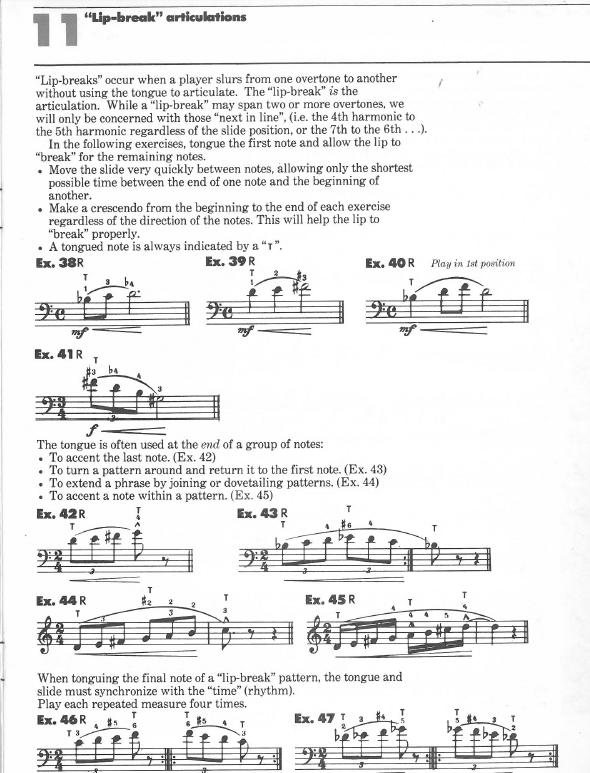 11 "Lip-break" articulations
"Lip-breaks" occur when a player slurs from one overtone to another
without using the tongue to articulate. The "lip-break" is the
articulation. While a "lip-break" may span two or more overtones, we
will only be concerned with those "next in line", (i.e. the 4th harmonic to
the 5th harmonic regardless of the slide position, or the 7th to the 6th . . .).
In the following exercises, tongue the first note and allow the lip to
"break" for the remaining notes.
• Move the slide very quickly between notes, allowing only the shortest
possible time between the end of one note and the beginning of
another.
• Make a crescendo from the beginning to the end of each exercise
regardless of the direction of the notes. This will help the lip to
"break" properly.
• A tongued note is always indicated by a "T".
Ex. 38R Ex. 39R Ex. 40R Play in 1st position
T T T
1 3 b4 1 2 #3
mf mf mf
Ex. 41R T
#3 b4 4 3
3
f
The tongue is often used at the end of a group of notes:
• To accent the last note. (Ex. 42)
• To turn a pattern around and return it to the first note. (Ex. 43)
• To extend a phrase by joining or dovetailing patterns. (Ex. 44)
• To accent a note within a pattern. (Ex. 45)
Ex. 42R Ex. 43R
T T 4 T 4 #6 T 4 T
3 3 3
Ex. 44R Ex. 45R
T 3 T #2 2 2 3 T 3 T 4 T 4 4 5 T 4
3 3
When tonguing the final note of a "lip-break" pattern, the tongue and
slide must synchronize with the "time" (rhythm).
Play each repeated measure four times.
Ex. 46R Ex. 47
T 3 4 #5 T 6 T 6 #5 4 T 3 T 2 3 #4 T 5 T 5 #4 3 T 2